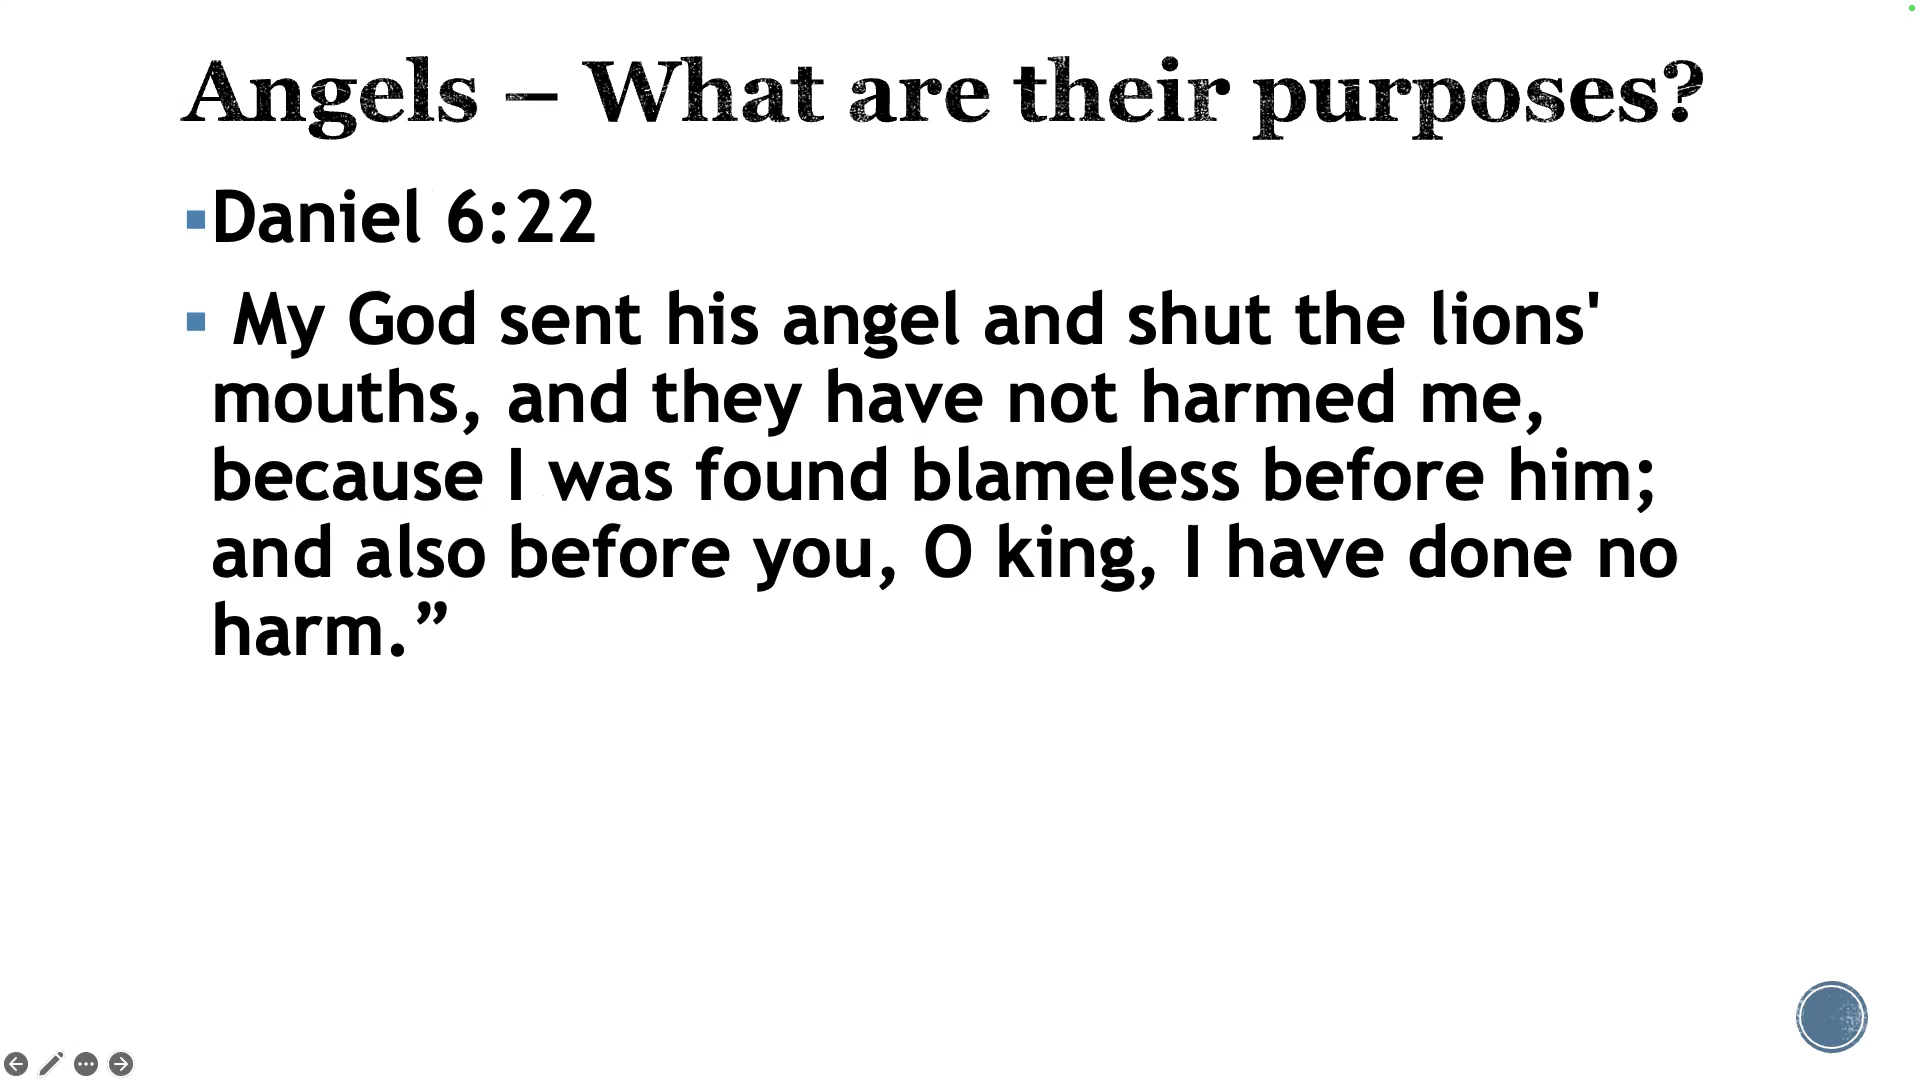 Angels – What are their purposes?
▪Daniel 6:22
▪ My God sent his angel and shut the lions'
mouths, and they have not harmed me,
because I was found blameless before him;
and also before you, O king, I have done no
harm.”